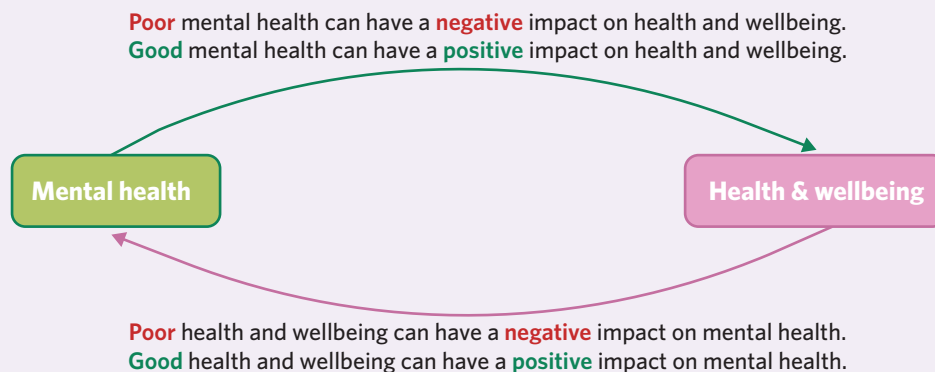 Poor mental health can have a negative impact on health and wellbeing.
Good mental health can have a positive impact on health and wellbeing.
Mental health
Health & wellbeing
Poor health and wellbeing can have a negative impact on mental health.
Good health and wellbeing can have a positive impact on mental health.